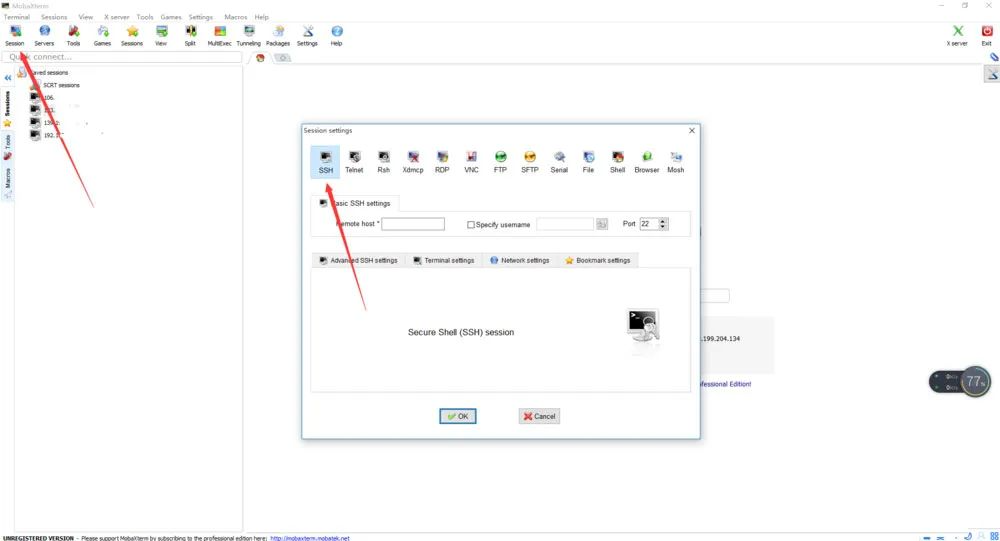 MobaXterm
Terminal Sessions View X server Tools Games Settings Macros Help
Session Servers Tools Games Sessions View Split MultiExec Tunneling Packages Settings Help X server Exit
Quick connect...
Saved sessions
SCRT sessions
106.
139.
192.
Sessions
Tools
Macros
Session settings
SSH Telnet Rsh Xdmcp RDP VNC FTP SFTP Serial File Shell Browser Mosh
Basic SSH settings
Remote host * Specify username Port 22
Advanced SSH settings Terminal settings Network settings Bookmark settings
Secure Shell (SSH) session
OK Cancel
.199.204.134
ofessional Edition!
77%
UNREGISTERED VERSION - Please support MobaXterm by subscribing to the professional edition here: http://mobaxterm.mobatek.net